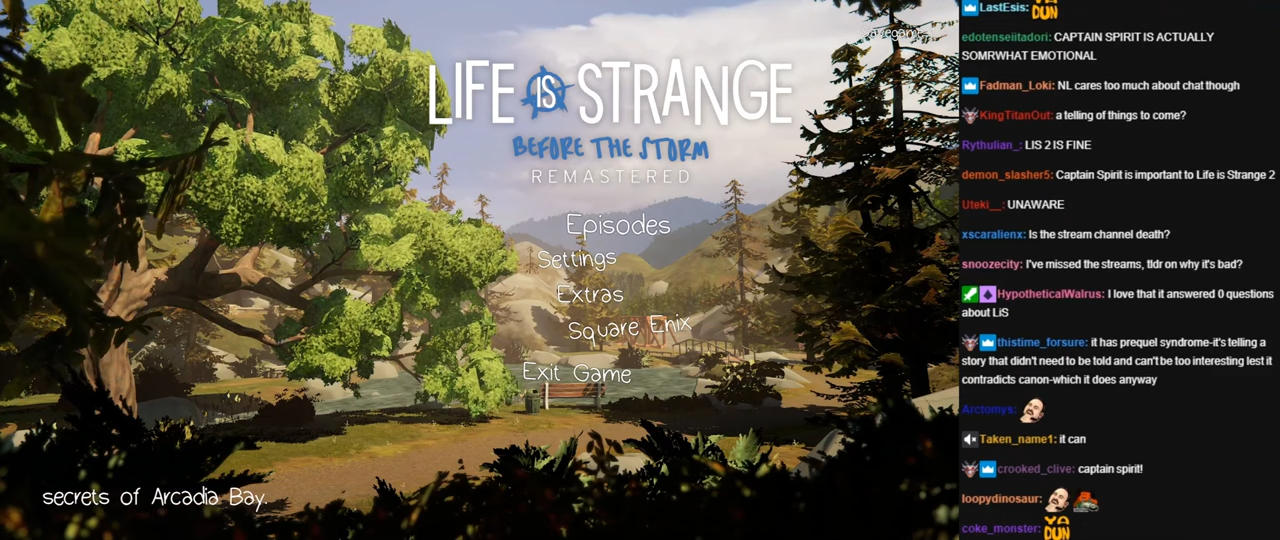 LIFE IS STRANGE
BEFORE THE STORM
REMASTERED
Episodes
Settings
Extras
Square Enix
Exit Game
secrets of Arcadia Bay.
LastEsis: YA DUN
edotenseiitadori: CAPTAIN SPIRIT IS ACTUALLY
SOMRWHAT EMOTIONAL
Fadman_Loki: NL cares too much about chat though
KingTitanOut: a telling of things to come?
Rythulian_: LIS 2 IS FINE
demon_slasher5: Captain Spirit is important to Life is Strange 2
Uteki__: UNAWARE
xscaralienx: Is the stream channel death?
snoozecity: I've missed the streams, tldr on why it's bad?
HypotheticalWalrus: I love that it answered 0 questions
about LiS
thistime_forsure: it has prequel syndrome-it's telling a
story that didn't need to be told and can't be too interesting lest it
contradicts canon-which it does anyway
Arctomys:
Taken_name1: it can
crooked_clive: captain spirit!
loopydinosaur:
coke_monster: YA DUN